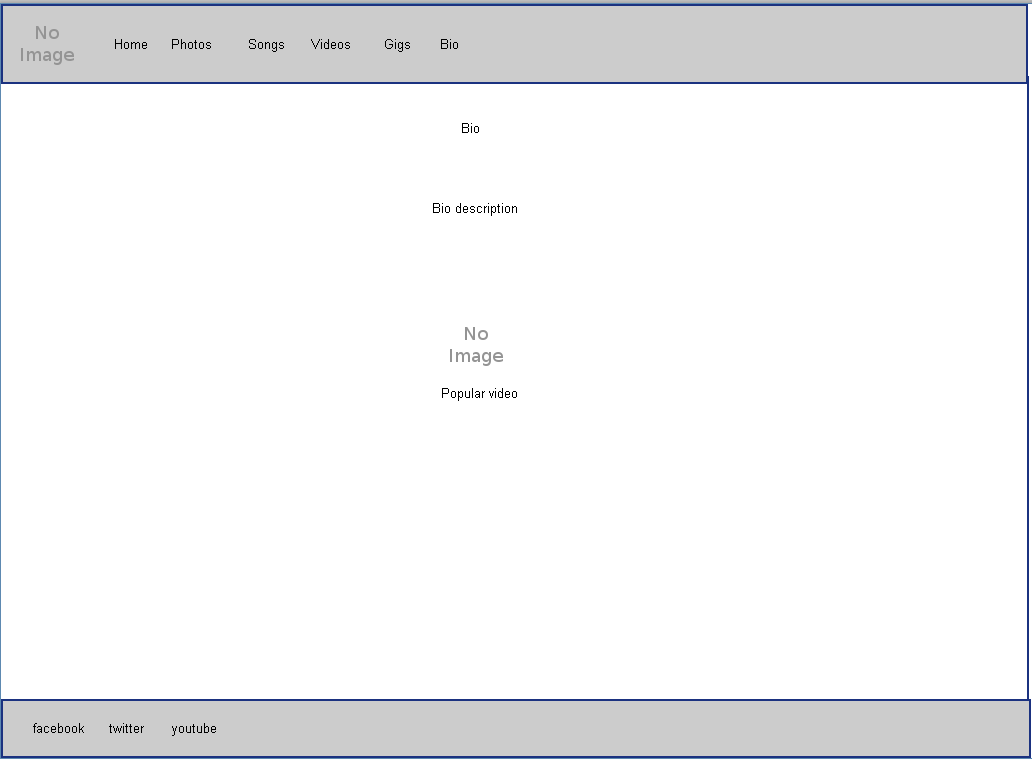 No
Image
Home Photos Songs Videos Gigs Bio
Bio
Bio description
No
Image
Popular video
facebook twitter youtube